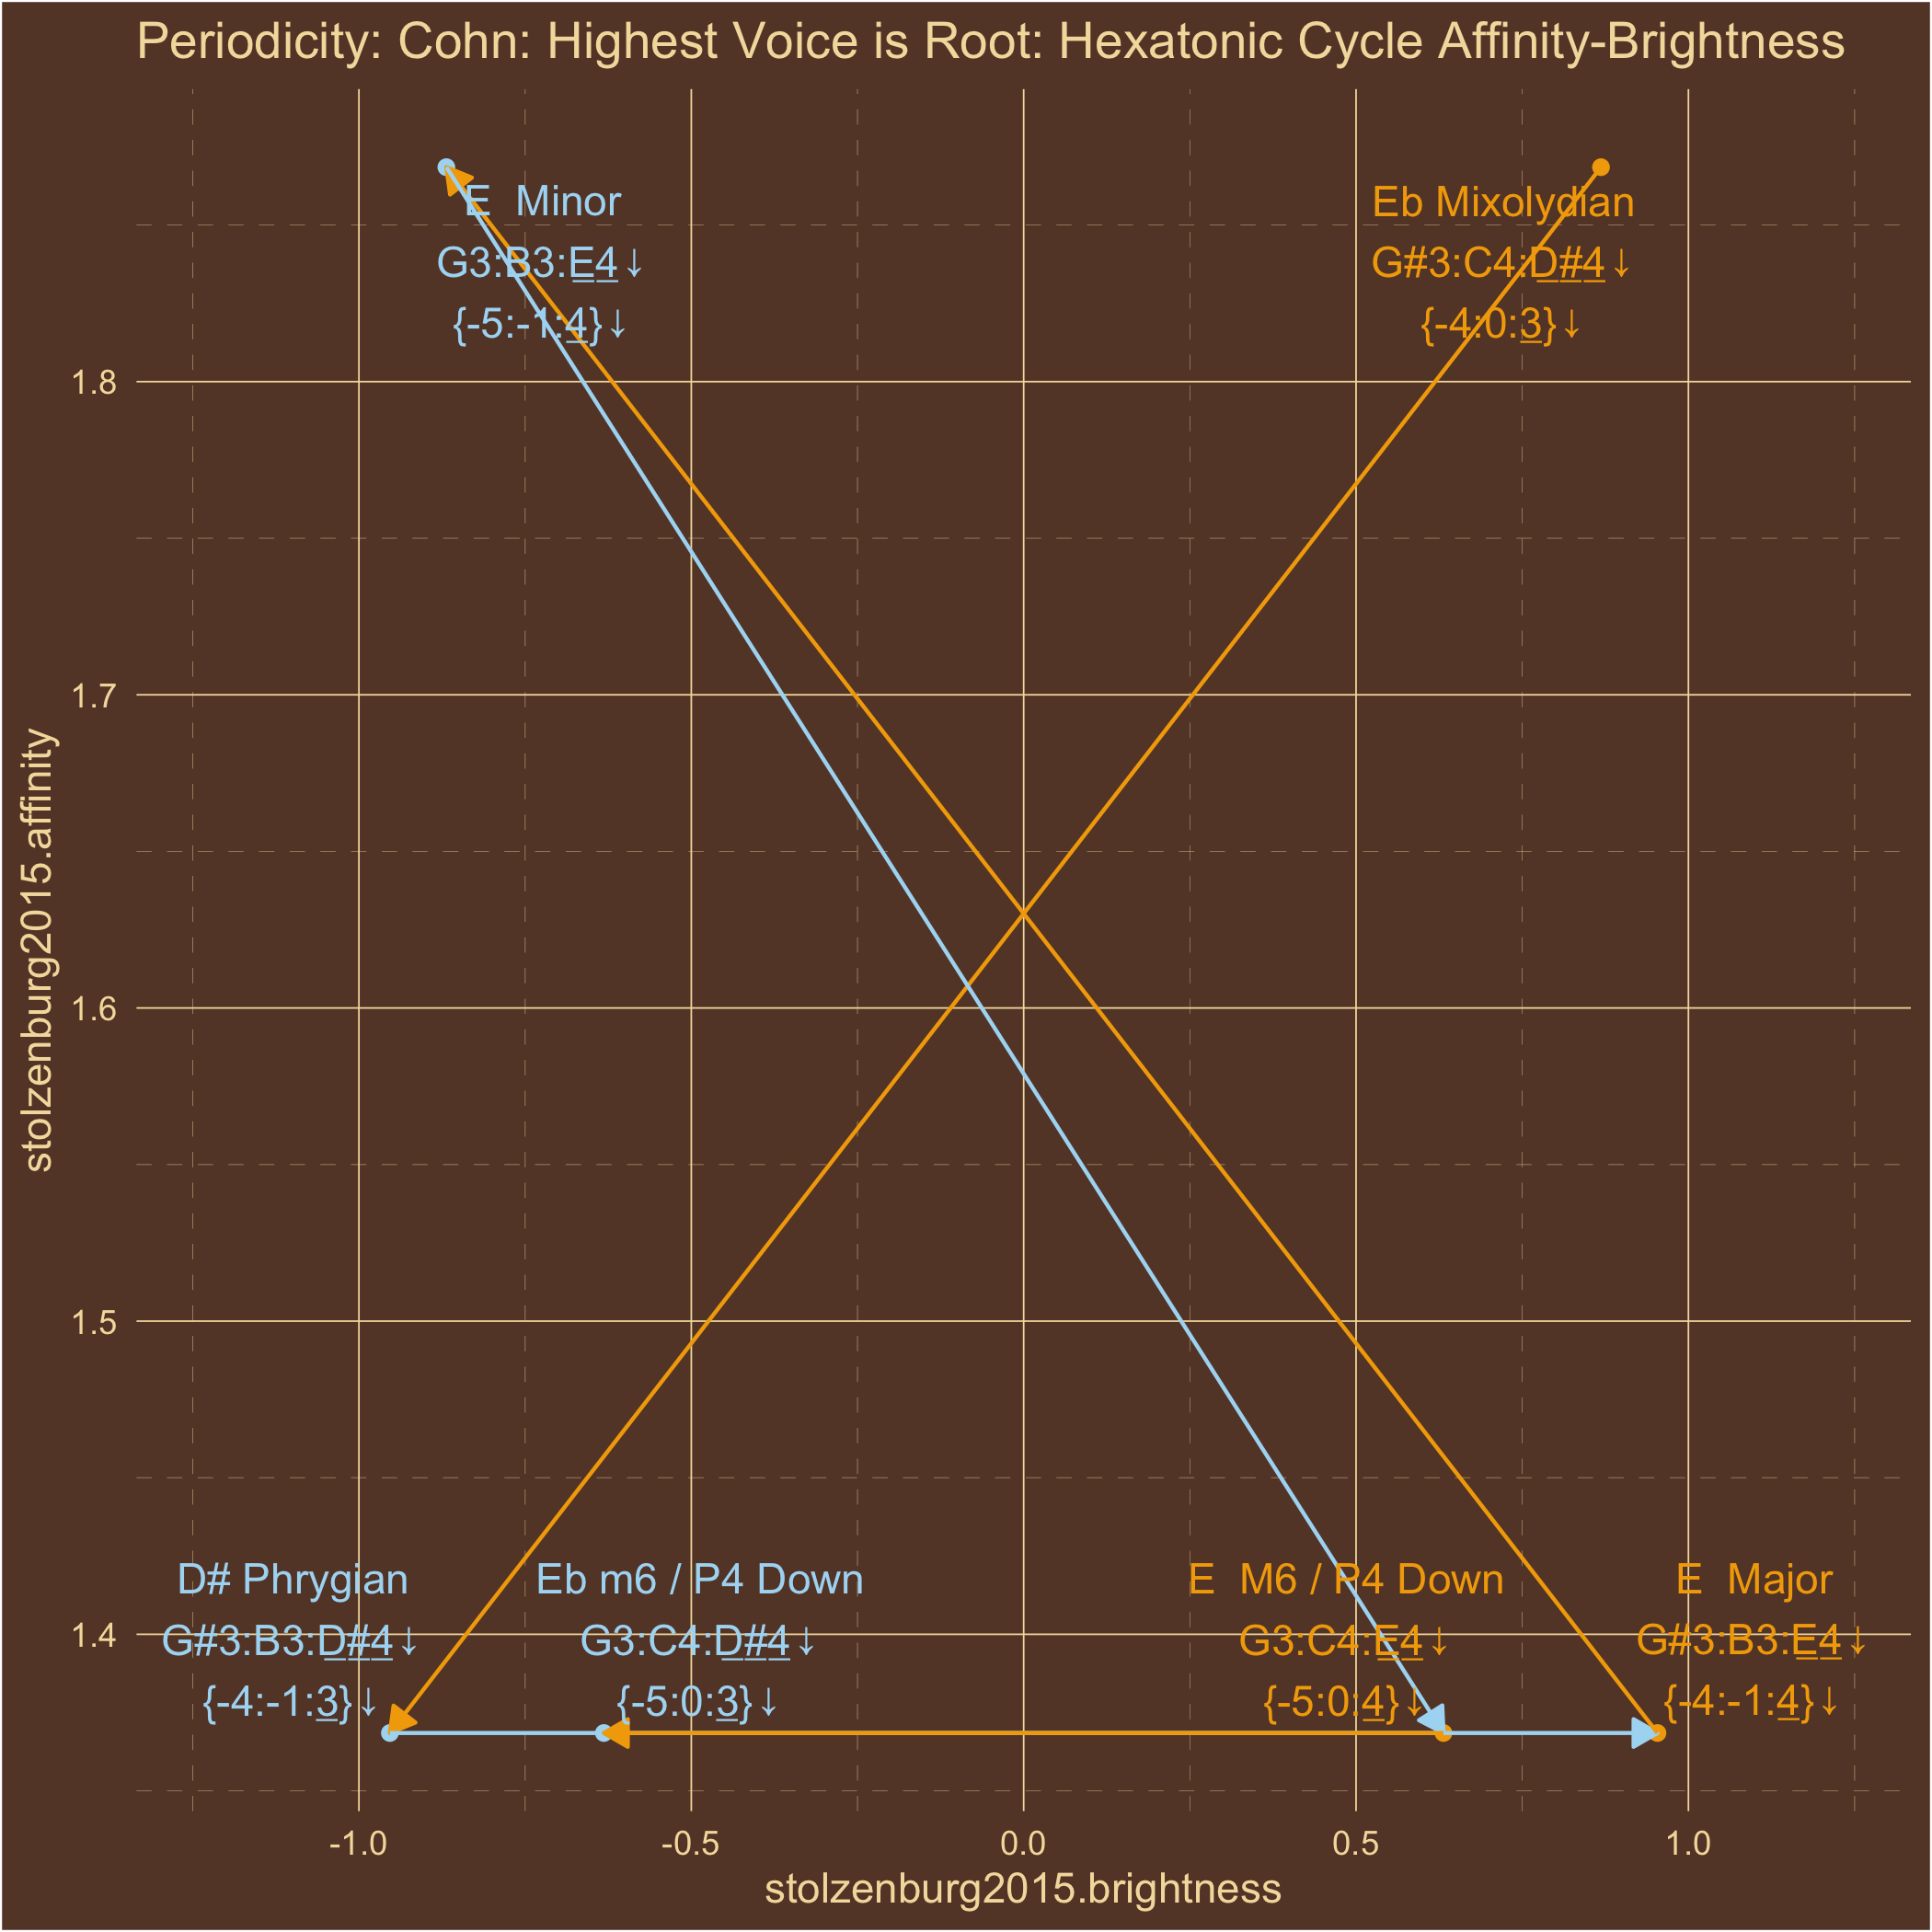 Periodicity: Cohn: Highest Voice is Root: Hexatonic Cycle Affinity-Brightness
E  Minor
G3:B3:E4↓
{-5:-1:4}↓
Eb Mixolydian
G#3:C4:D#4↓
{-4:0:3}↓
1.8
1.7
1.6
1.5
1.4
stolzenburg2015.affinity
D# Phrygian
G#3:B3:D#4↓
{-4:-1:3}↓
Eb m6 / P4 Down
G3:C4:D#4↓
{-5:0:3}↓
E  M6 / P4 Down
G3:C4:E4↓
{-5:0:4}↓
E  Major
G#3:B3:E4↓
{-4:-1:4}↓
-1.0
-0.5
0.0
0.5
1.0
stolzenburg2015.brightness